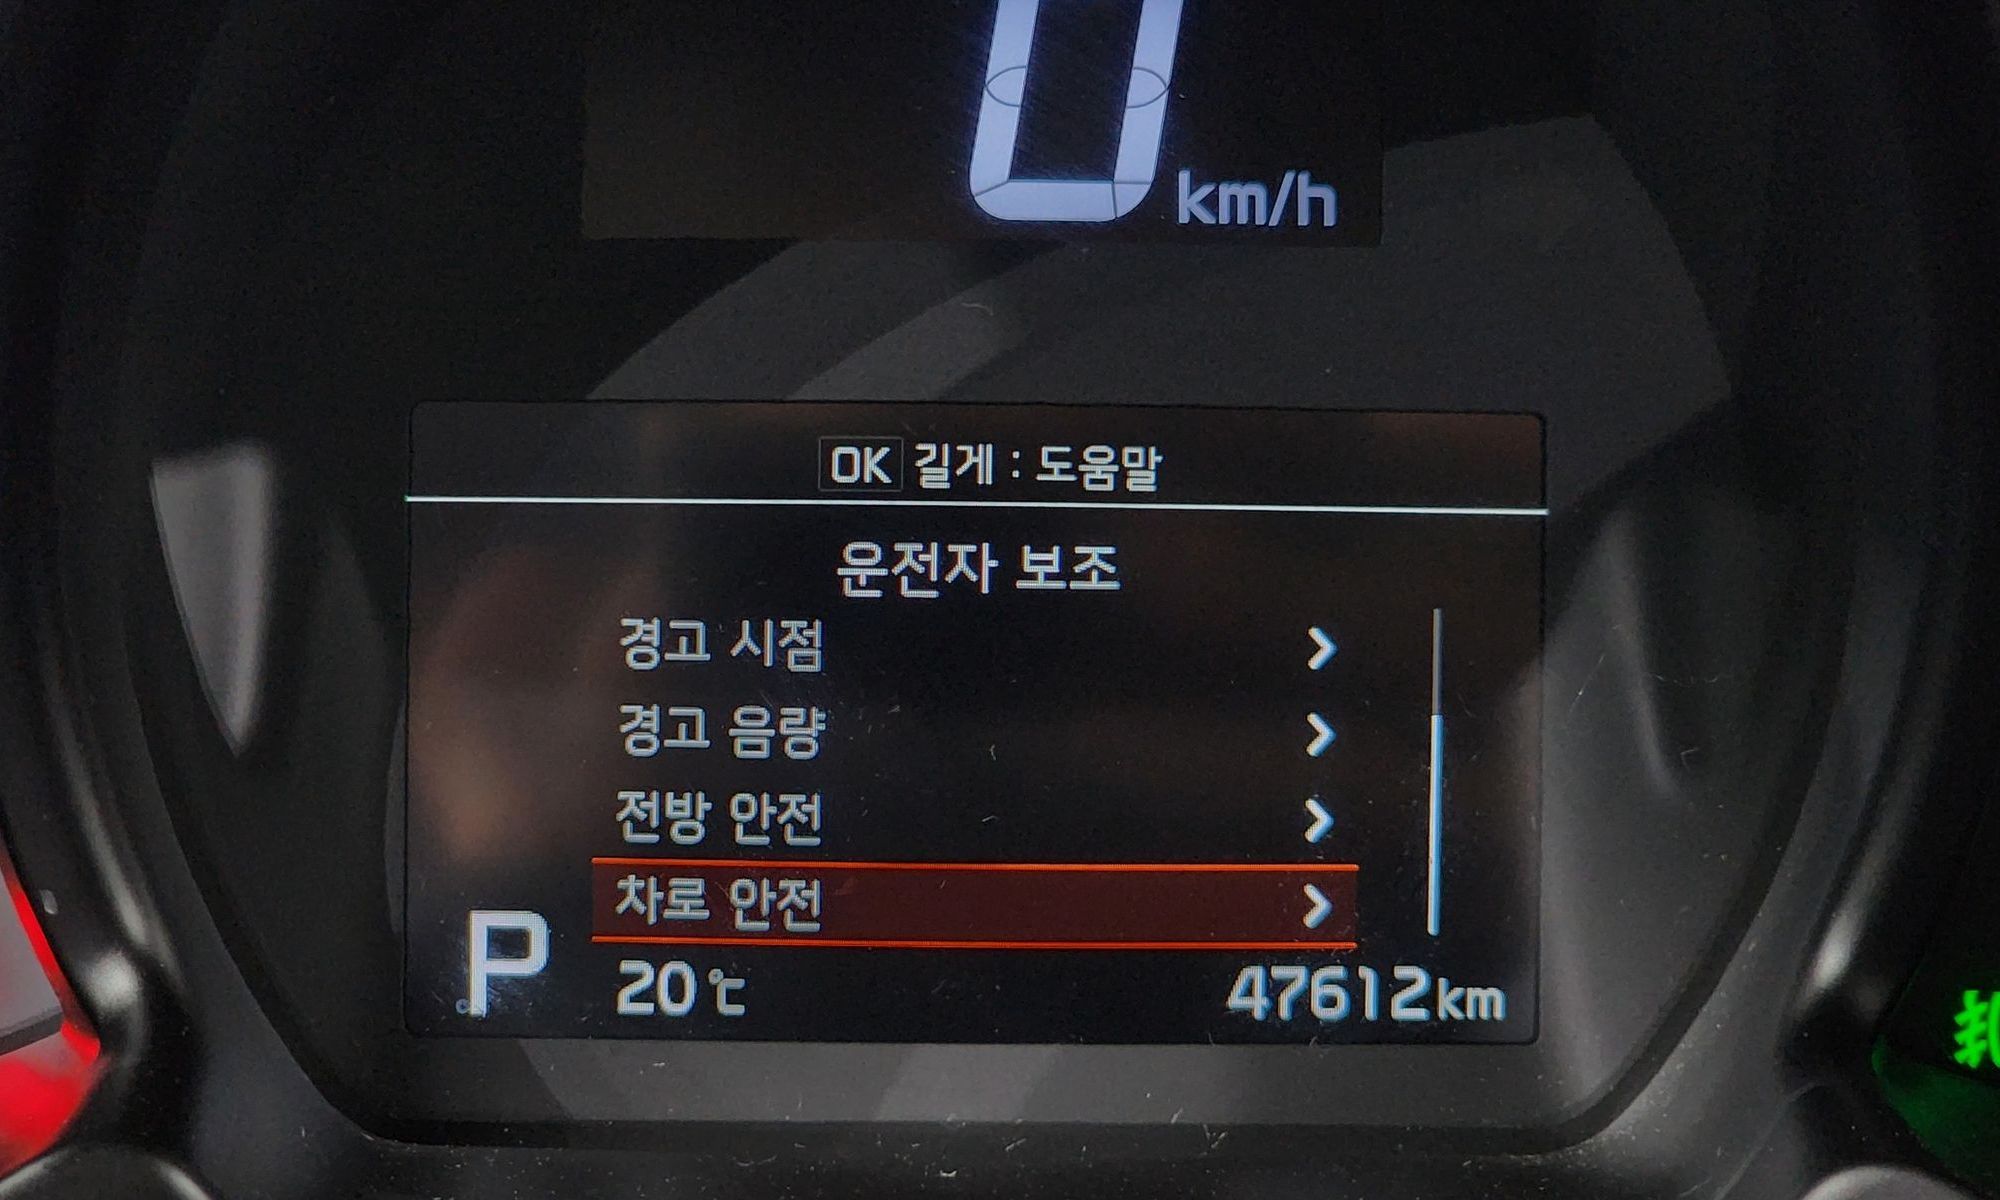 0 km/h
OK 길게 : 도움말
운전자 보조
경고 시점
경고 음량
전방 안전
차로 안전
P 20℃ 47612km